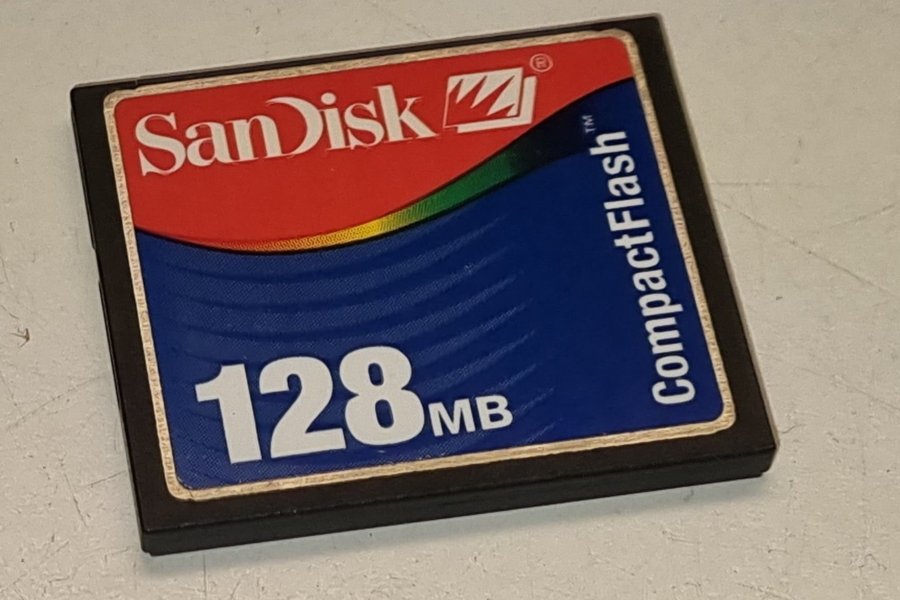 SanDisk ®
CompactFlash™
128MB